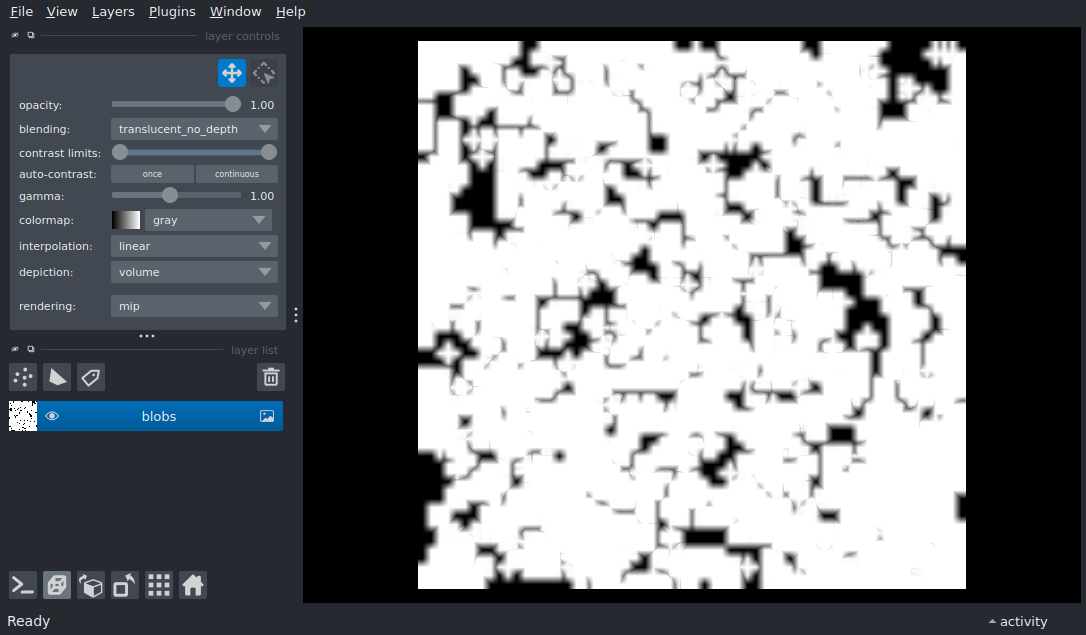 File View Layers Plugins Window Help
layer controls
opacity: 1.00
blending: translucent_no_depth
contrast limits:
auto-contrast: once continuous
gamma: 1.00
colormap: gray
interpolation: linear
depiction: volume
rendering: mip
layer list
blobs
Ready activity